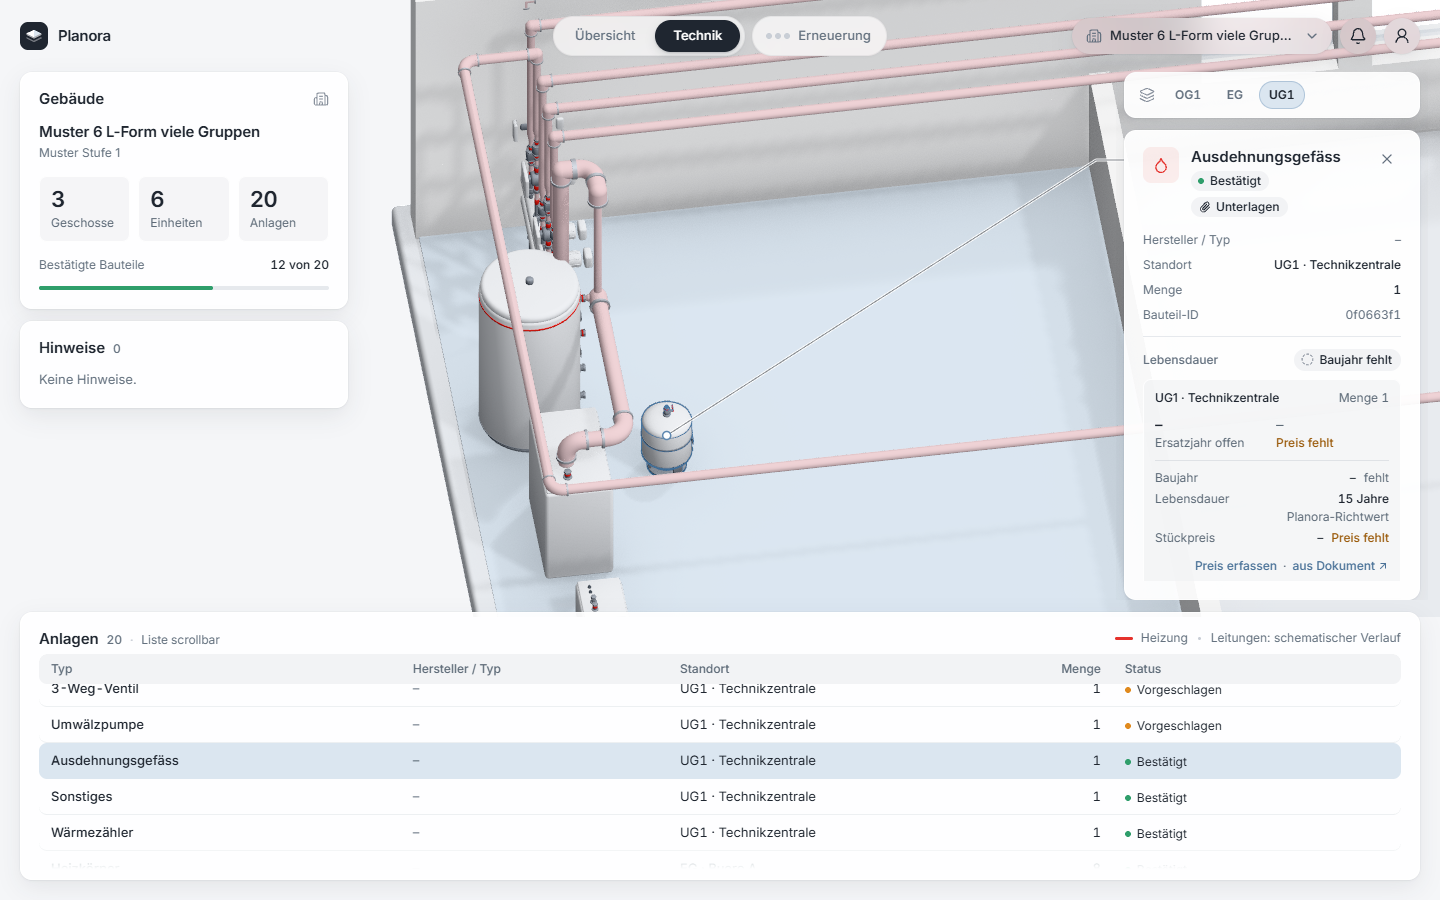 Planora
Übersicht
Technik
Erneuerung
Muster 6 L-Form viele Grup...
Gebäude
Muster 6 L-Form viele Gruppen
Muster Stufe 1
3 6 20
Geschosse Einheiten Anlagen
Bestätigte Bauteile 12 von 20
Hinweise 0
Keine Hinweise.
OG1 EG UG1
Ausdehnungsgefäss
Bestätigt
Unterlagen
Hersteller / Typ –
Standort UG1 · Technikzentrale
Menge 1
Bauteil-ID 0f0663f1
Lebensdauer Baujahr fehlt
UG1 · Technikzentrale Menge 1
– –
Ersatzjahr offen Preis fehlt
Baujahr – fehlt
Lebensdauer 15 Jahre
Planora-Richtwert
Stückpreis – Preis fehlt
Preis erfassen · aus Dokument ↗
Anlagen 20 · Liste scrollbar
Heizung · Leitungen: schematischer Verlauf
Typ Hersteller / Typ Standort Menge Status
3-Weg-Ventil – UG1 · Technikzentrale 1 Vorgeschlagen
Umwälzpumpe – UG1 · Technikzentrale 1 Vorgeschlagen
Ausdehnungsgefäss – UG1 · Technikzentrale 1 Bestätigt
Sonstiges – UG1 · Technikzentrale 1 Bestätigt
Wärmezähler – UG1 · Technikzentrale 1 Bestätigt